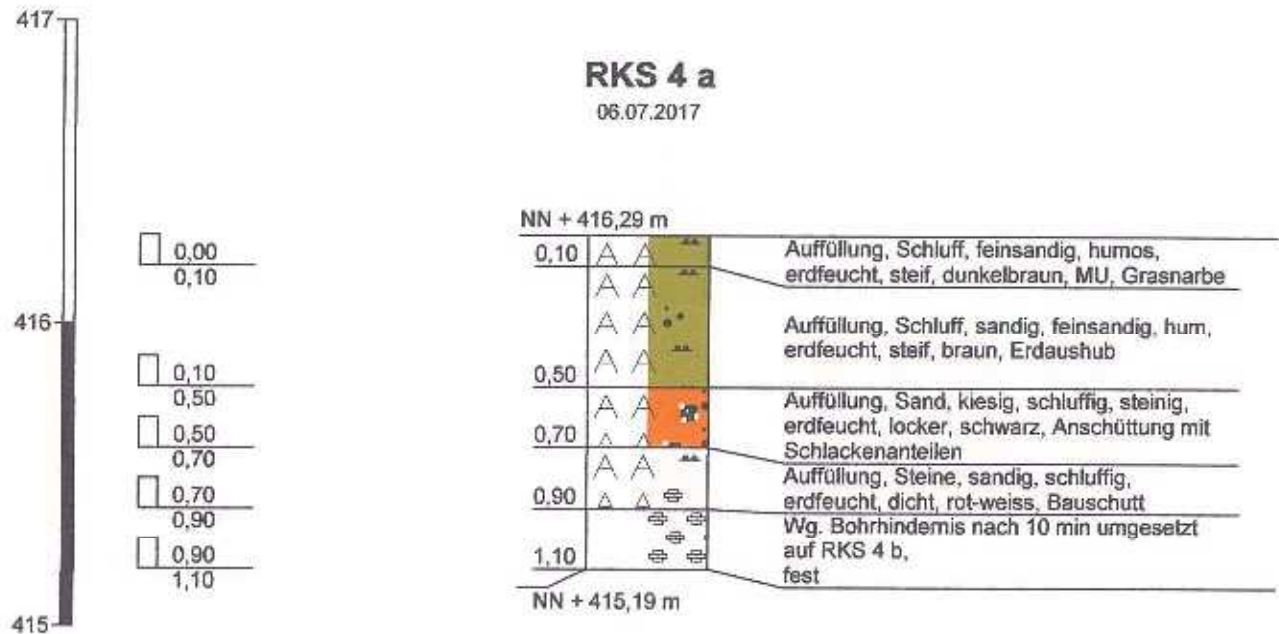 417
RKS 4 a
06.07.2017
NN + 416,29 m
0,00
0,10
0,10
Auffüllung, Schluff, feinsandig, humos,
erdfeucht, steif, dunkelbraun, MU, Grasnarbe
416
Auffüllung, Schluff, sandig, feinsandig, hum,
erdfeucht, steif, braun, Erdaushub
0,10
0,50
0,50
Auffüllung, Sand, kiesig, schluffig, steinig,
erdfeucht, locker, schwarz, Anschüttung mit
Schlackenanteilen
0,50
0,70
0,70
Auffüllung, Steine, sandig, schluffig,
erdfeucht, dicht, rot-weiss, Bauschutt
0,70
0,90
0,90
Wg. Bohrhindernis nach 10 min umgesetzt
auf RKS 4 b,
fest
0,90
1,10
1,10
NN + 415,19 m
415